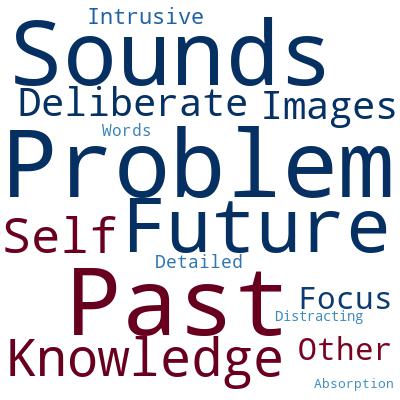 Intrusive
Sounds
Deliberate Images
Words
Problem
Self Future
Detailed
Past Focus
Distracting
Knowledge Other
Absorption